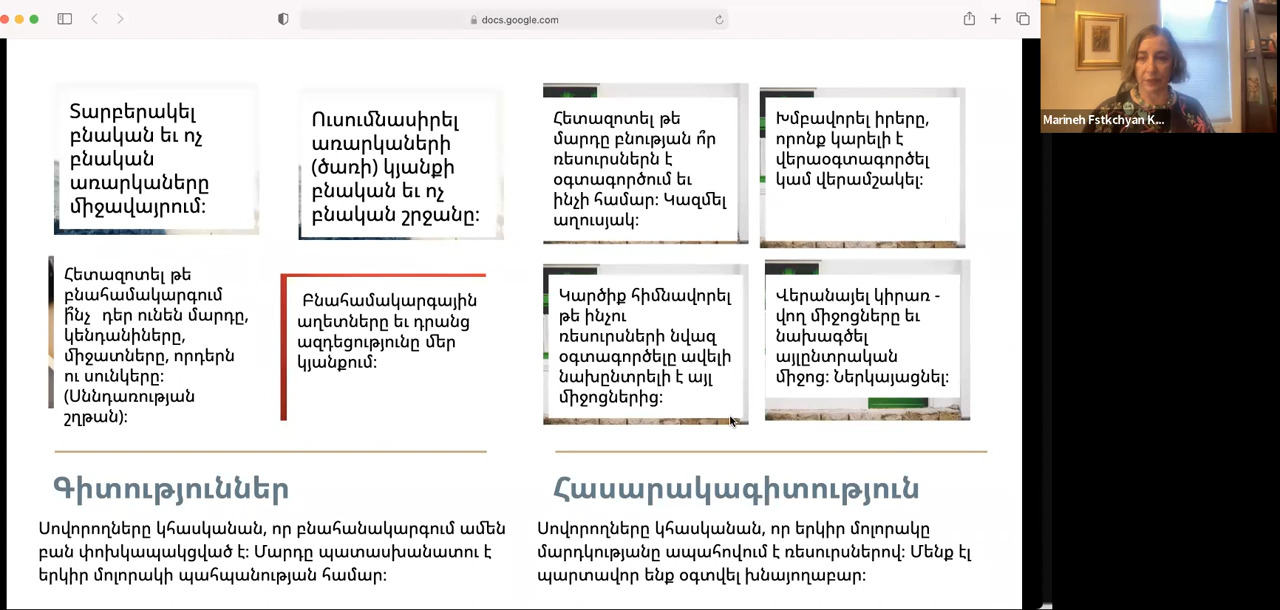 docs.google.com
Marineh Fstkchyan K...
Տարբերակել
բնական եւ ոչ
բնական
առարկաները
միջավայրում:
Ուսումնասիրել
առարկաների
(ծառի) կյանքի
բնական եւ ոչ
բնական շրջանը:
Հետազոտել թե
մարդը բնության ո՞ր
ռեսուրսներն է
օգտագործում եւ
ինչի համար: Կազմել
աղուսյակ:
Խմբավորել իրերը,
որոնք կարելի է
վերաօգտագործել
կամ վերամշակել:
Հետազոտել թե
բնահամակարգում
ի՞նչ դեր ունեն մարդը,
կենդանիները,
միջատները, որդերն
ու սունկերը:
(Սննդառության
շղթան):
Բնահամակարգային
աղետները եւ դրանց
ազդեցությունը մեր
կյանքում:
Կարծիք հիմնավորել
թե ինչու
ռեսուրսների նվազ
օգտագործելը ավելի
նախընտրելի է այլ
միջոցներից:
Վերանայել կիրառ -
վող միջոցները եւ
նախագծել
այլընտրական
միջոց: Ներկայացնել:
Գիտություններ
Սովորողները կհասկանան, որ բնահանակարգում ամեն
բան փոխկապակցված է: Մարդը պատասխանատու է
երկիր մոլորակի պահպանության համար:
Հասարակագիտություն
Սովորողները կհասկանան, որ երկիր մոլորակը
մարդկությանը ապահովում է ռեսուրսներով: Մենք էլ
պարտավոր ենք օգտվել խնայողաբար: